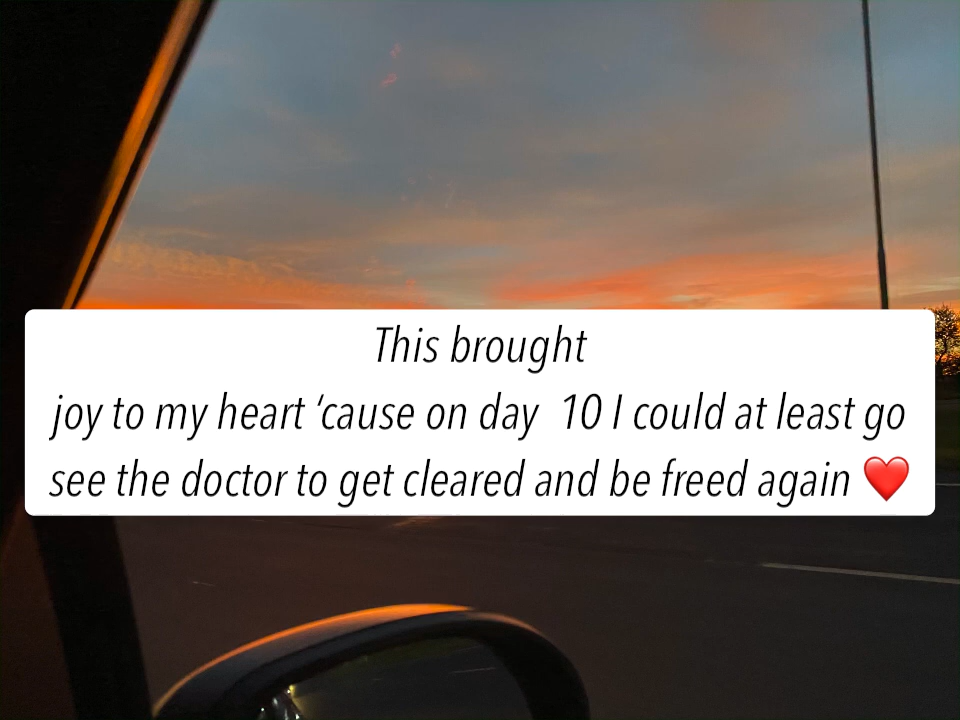 This brought
joy to my heart ‘cause on day  10 I could at least go
see the doctor to get cleared and be freed again ❤️